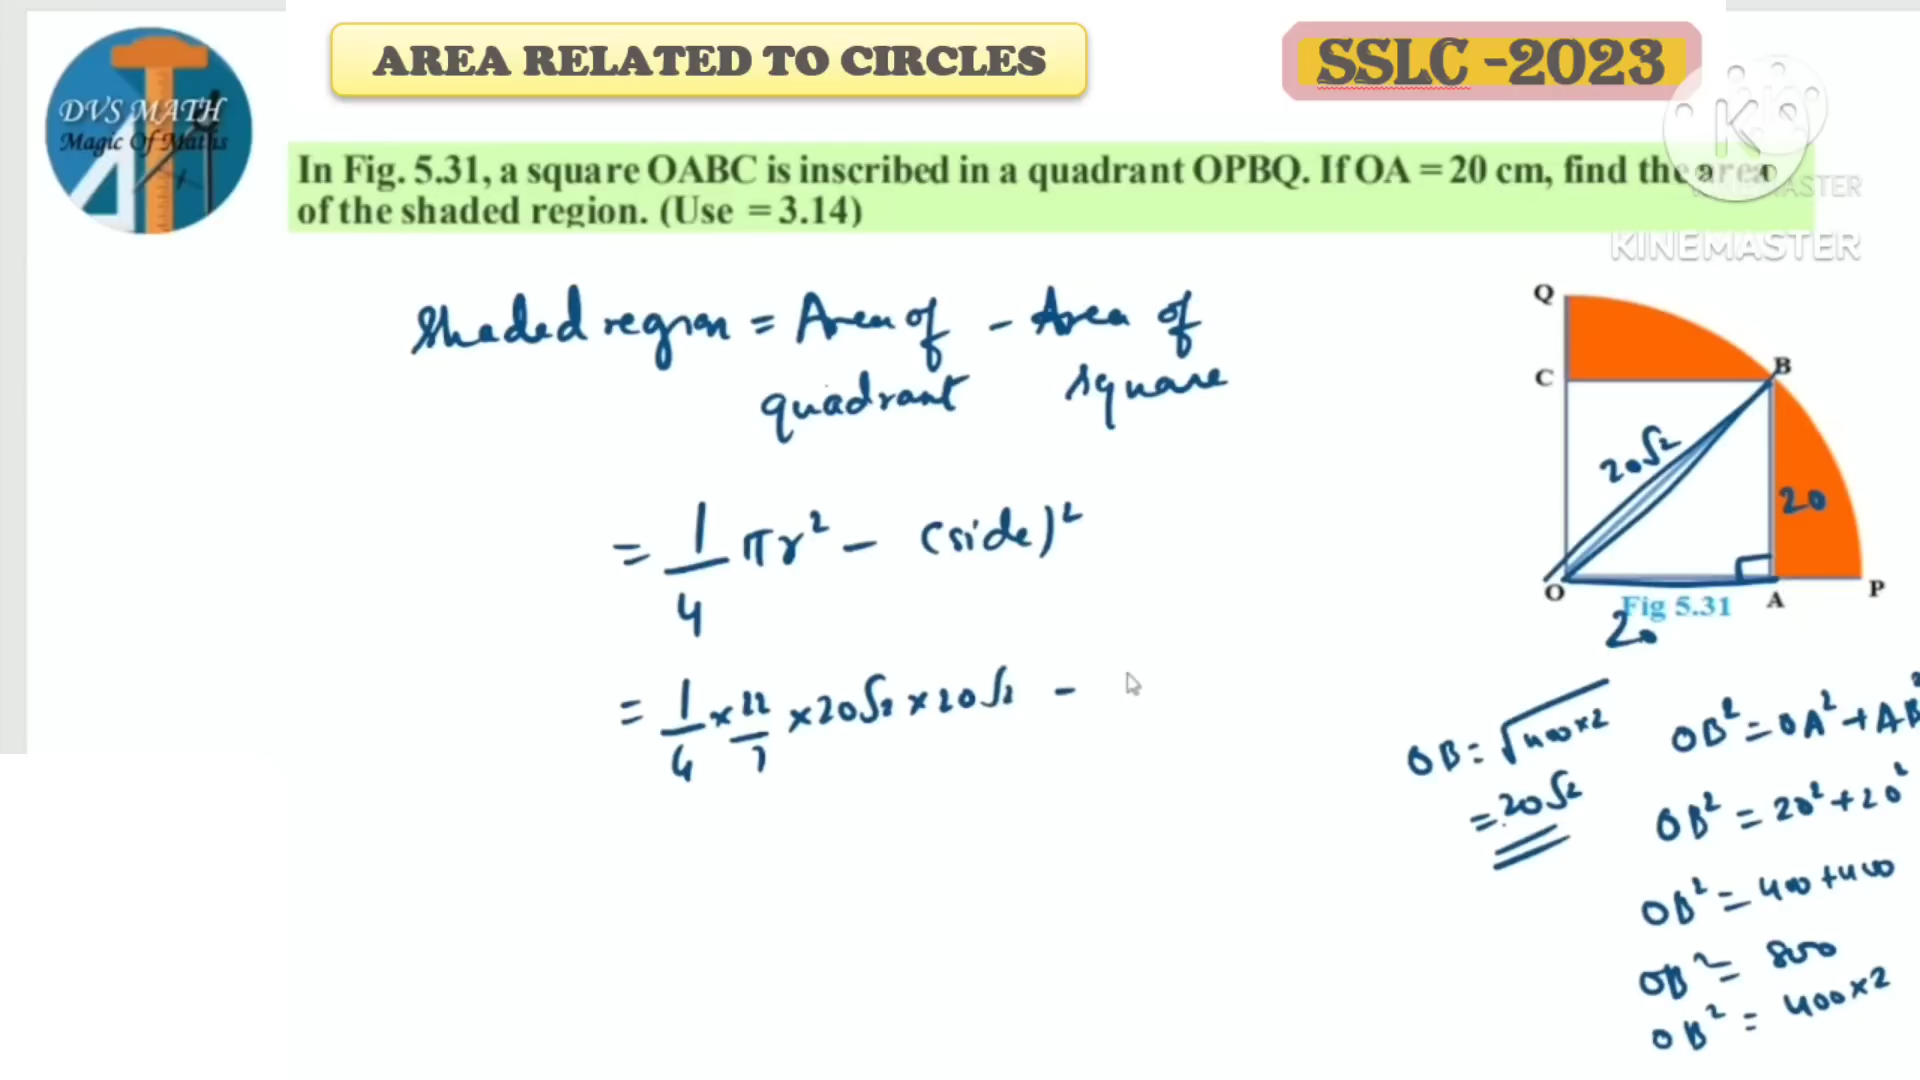 AREA RELATED TO CIRCLES
SSLC -2023
DVS MATH
Magic Of Maths
In Fig. 5.31, a square OABC is inscribed in a quadrant OPBQ. If OA = 20 cm, find the area
of the shaded region. (Use = 3.14)
KINEMASTER
Shaded region = Area of - Area of
quadrant square
= 1/4 πr² - (side)²
= 1/4 × 22/7 × 20√2 × 20√2 -
Q
C
B
20√2
20
O
A
P
Fig 5.31
20
OB = √400×2
= 20√2
OB² = OA² + AB²
OB² = 20² + 20²
OB² = 400 + 400
OB² = 800
OB² = 400×2